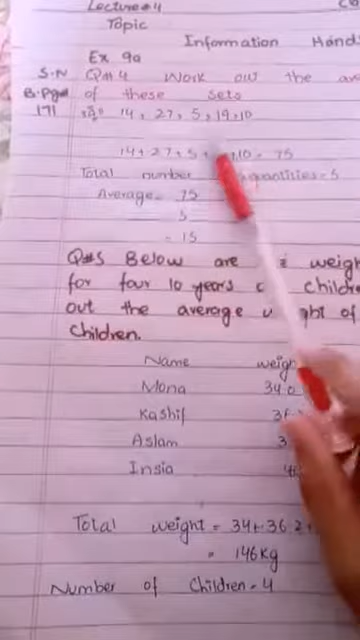 Lecture#4
Topic
Information Hand
Ex 9a
S.N Q#4 Work out the
B.Pg# of these sets
171 14, 27, 5, 19, 10
14+27+5+ 10= 75
Total number quantities=5
Average= 75
5
= 15
Q#5 Below are weigh
for four 10 years childre
out the average of
children.
Name weigh
Mona 34.0
Kashif 36.
Aslam 3
Insia
Total weight = 34+36.2+
= 146kg
Number of Children=4